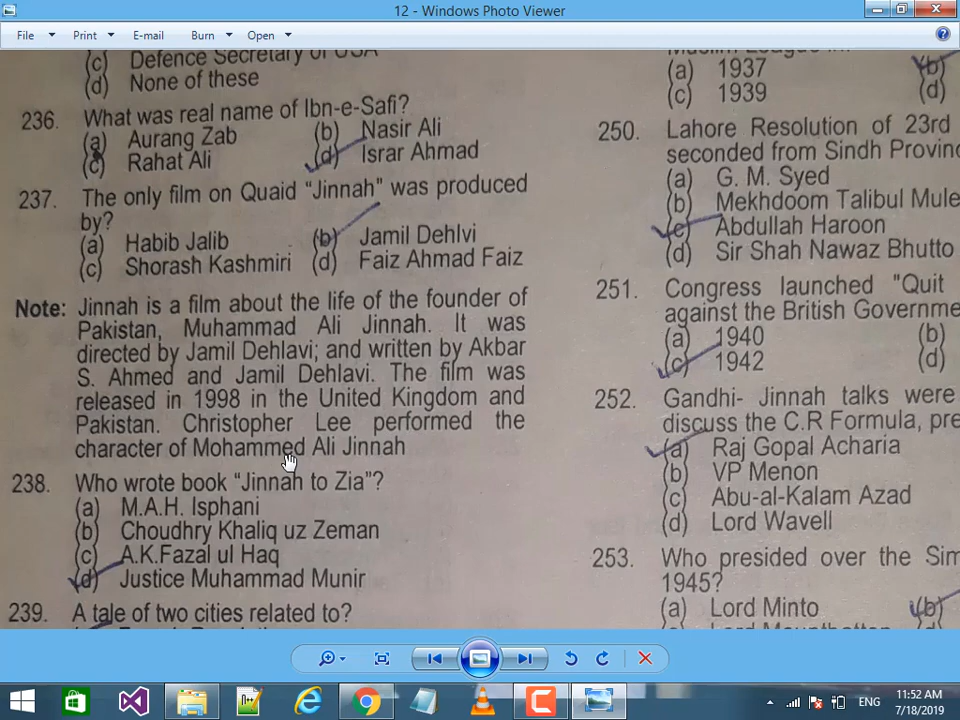 12 - Windows Photo Viewer
File Print E-mail Burn Open
(c) Defence Secretary of USA
(d) None of these
236. What was real name of Ibn-e-Safi?
(a) Aurang Zab (b) Nasir Ali
(c) Rahat Ali (d) Israr Ahmad
237. The only film on Quaid "Jinnah" was produced
by?
(a) Habib Jalib (b) Jamil Dehlvi
(c) Shorash Kashmiri (d) Faiz Ahmad Faiz
Note: Jinnah is a film about the life of the founder of
Pakistan, Muhammad Ali Jinnah. It was
directed by Jamil Dehlavi; and written by Akbar
S. Ahmed and Jamil Dehlavi. The film was
released in 1998 in the United Kingdom and
Pakistan. Christopher Lee performed the
character of Mohammed Ali Jinnah
238. Who wrote book "Jinnah to Zia"?
(a) M.A.H. Isphani
(b) Choudhry Khaliq uz Zeman
(c) A.K.Fazal ul Haq
(d) Justice Muhammad Munir
239. A tale of two cities related to?
(a) 1937 (b)
(c) 1939 (d)
250. Lahore Resolution of 23rd
seconded from Sindh Provinc
(a) G. M. Syed
(b) Mekhdoom Talibul Mule
(c) Abdullah Haroon
(d) Sir Shah Nawaz Bhutto
251. Congress launched "Quit
against the British Governme
(a) 1940 (b)
(c) 1942 (d)
252. Gandhi- Jinnah talks were
discuss the C.R Formula, pre
(a) Raj Gopal Acharia
(b) VP Menon
(c) Abu-al-Kalam Azad
(d) Lord Wavell
253. Who presided over the Sim
1945?
(a) Lord Minto (b)
ENG
11:52 AM
7/18/2019